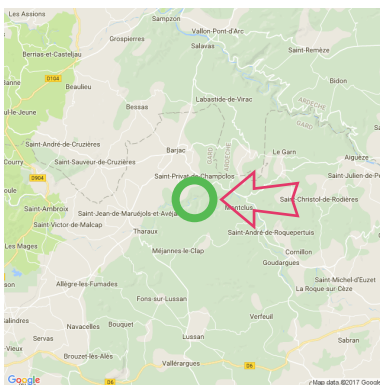 Les Assions
Sampzon
Vallon-Pont-d'Arc
Grospierres
Salavas
Saint-Remèze
Berrias-et-Casteljau
D104
Bidon
Beaulieu
Bessas
Labastide-de-Virac
ARDECHE
GARD
Saint-André-de-Cruzières
Barjac
GARD
ARDECHE
Le Garn
Aiguèze
Courry
Saint-Sauveur-de-Cruzières
D904
Saint-Privat-de-Champclos
Saint-Julien-de-P
Saint-Christol-de-Rodières
Saint-Ambroix
Saint-Jean-de-Maruéjols-et-Avéja
Montclus
Saint-Victor-de-Malcap
Tharaux
Saint-André-de-Roquepertuis
Les Mages
Méjannes-le-Clap
Cornillon
Goudargues
Saint-Michel-d'Euzet
Allègre-les-Fumades
La Roque-sur-Cèze
Fons-sur-Lussan
Verfeuil
Navacelles
Bouquet
Servas
Lussan
Sabran
Brouzet-lès-Alès
Vallérargues
D6
D6
Google
Map data ©2017 Google